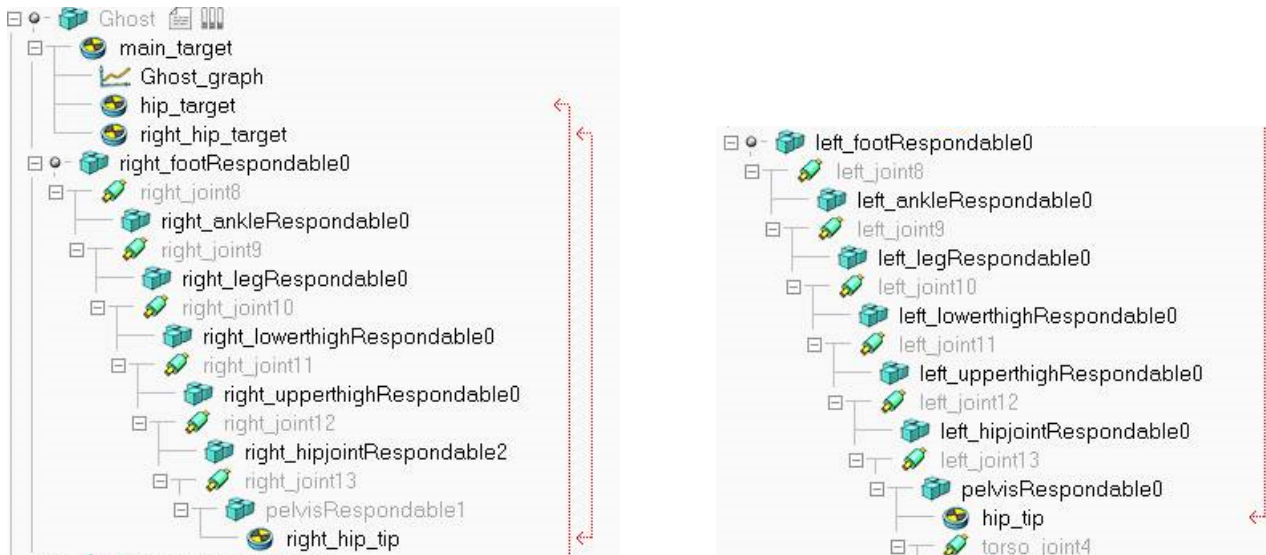 Ghost
main_target
Ghost_graph
hip_target
right_hip_target
right_footRespondable0
right_joint8
right_ankleRespondable0
right_joint9
right_legRespondable0
right_joint10
right_lowerthighRespondable0
right_joint11
right_upperthighRespondable0
right_joint12
right_hipjointRespondable2
right_joint13
pelvisRespondable1
right_hip_tip
left_footRespondable0
left_joint8
left_ankleRespondable0
left_joint9
left_legRespondable0
left_joint10
left_lowerthighRespondable0
left_joint11
left_upperthighRespondable0
left_joint12
left_hipjointRespondable0
left_joint13
pelvisRespondable0
hip_tip
torso_joint4